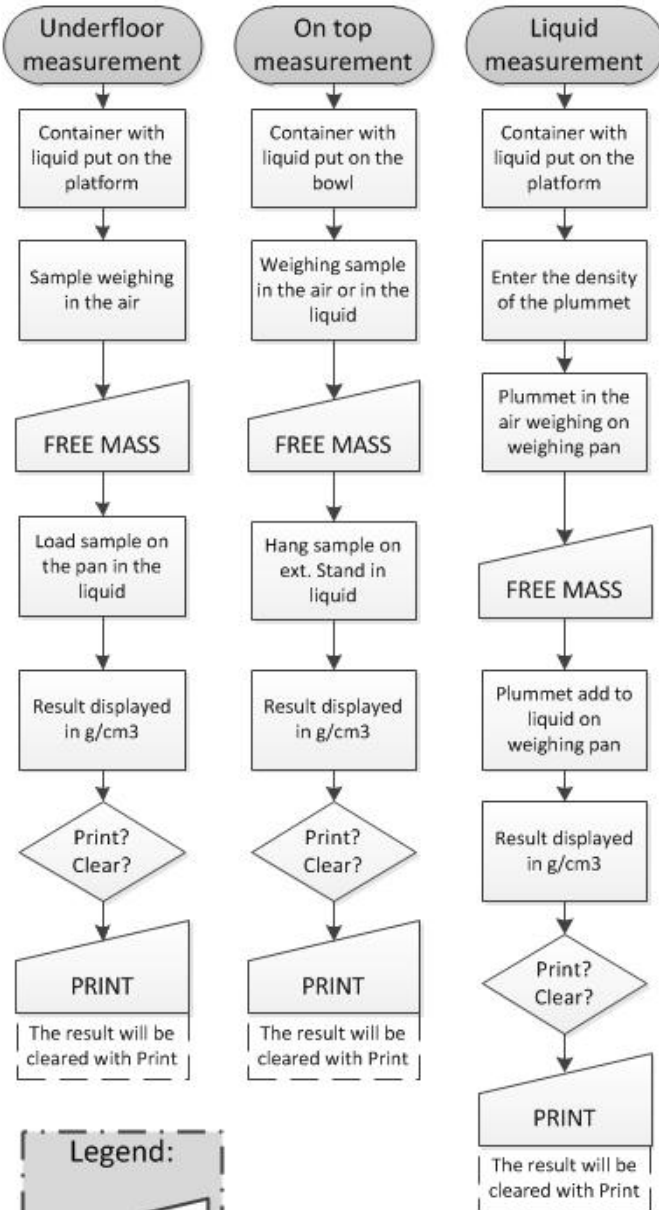 Underfloor
measurement
Container with
liquid put on the
platform
Sample weighing
in the air
FREE MASS
Load sample on
the pan in the
liquid
Result displayed
in g/cm3
Print?
Clear?
PRINT
The result will be
cleared with Print
On top
measurement
Container with
liquid put on the
bowl
Weighing sample
in the air or in the
liquid
FREE MASS
Hang sample on
ext. Stand in
liquid
Result displayed
in g/cm3
Print?
Clear?
PRINT
The result will be
cleared with Print
Liquid
measurement
Container with
liquid put on the
platform
Enter the density
of the plummet
Plummet in the
air weighing on
weighing pan
FREE MASS
Plummet add to
liquid on
weighing pan
Result displayed
in g/cm3
Print?
Clear?
PRINT
The result will be
cleared with Print
Legend: